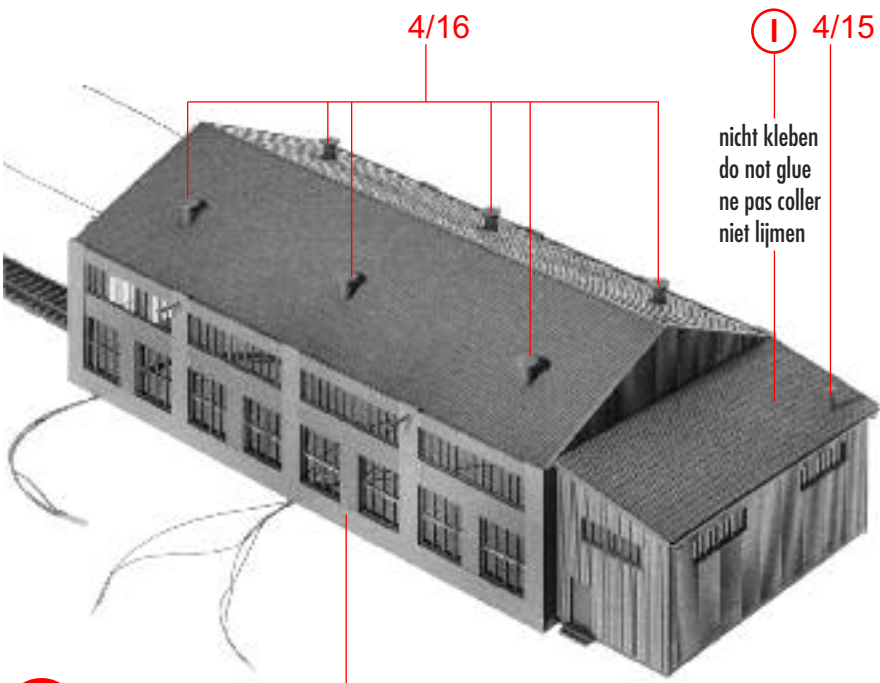 4/16
I 4/15
nicht kleben
do not glue
ne pas coller
niet lijmen